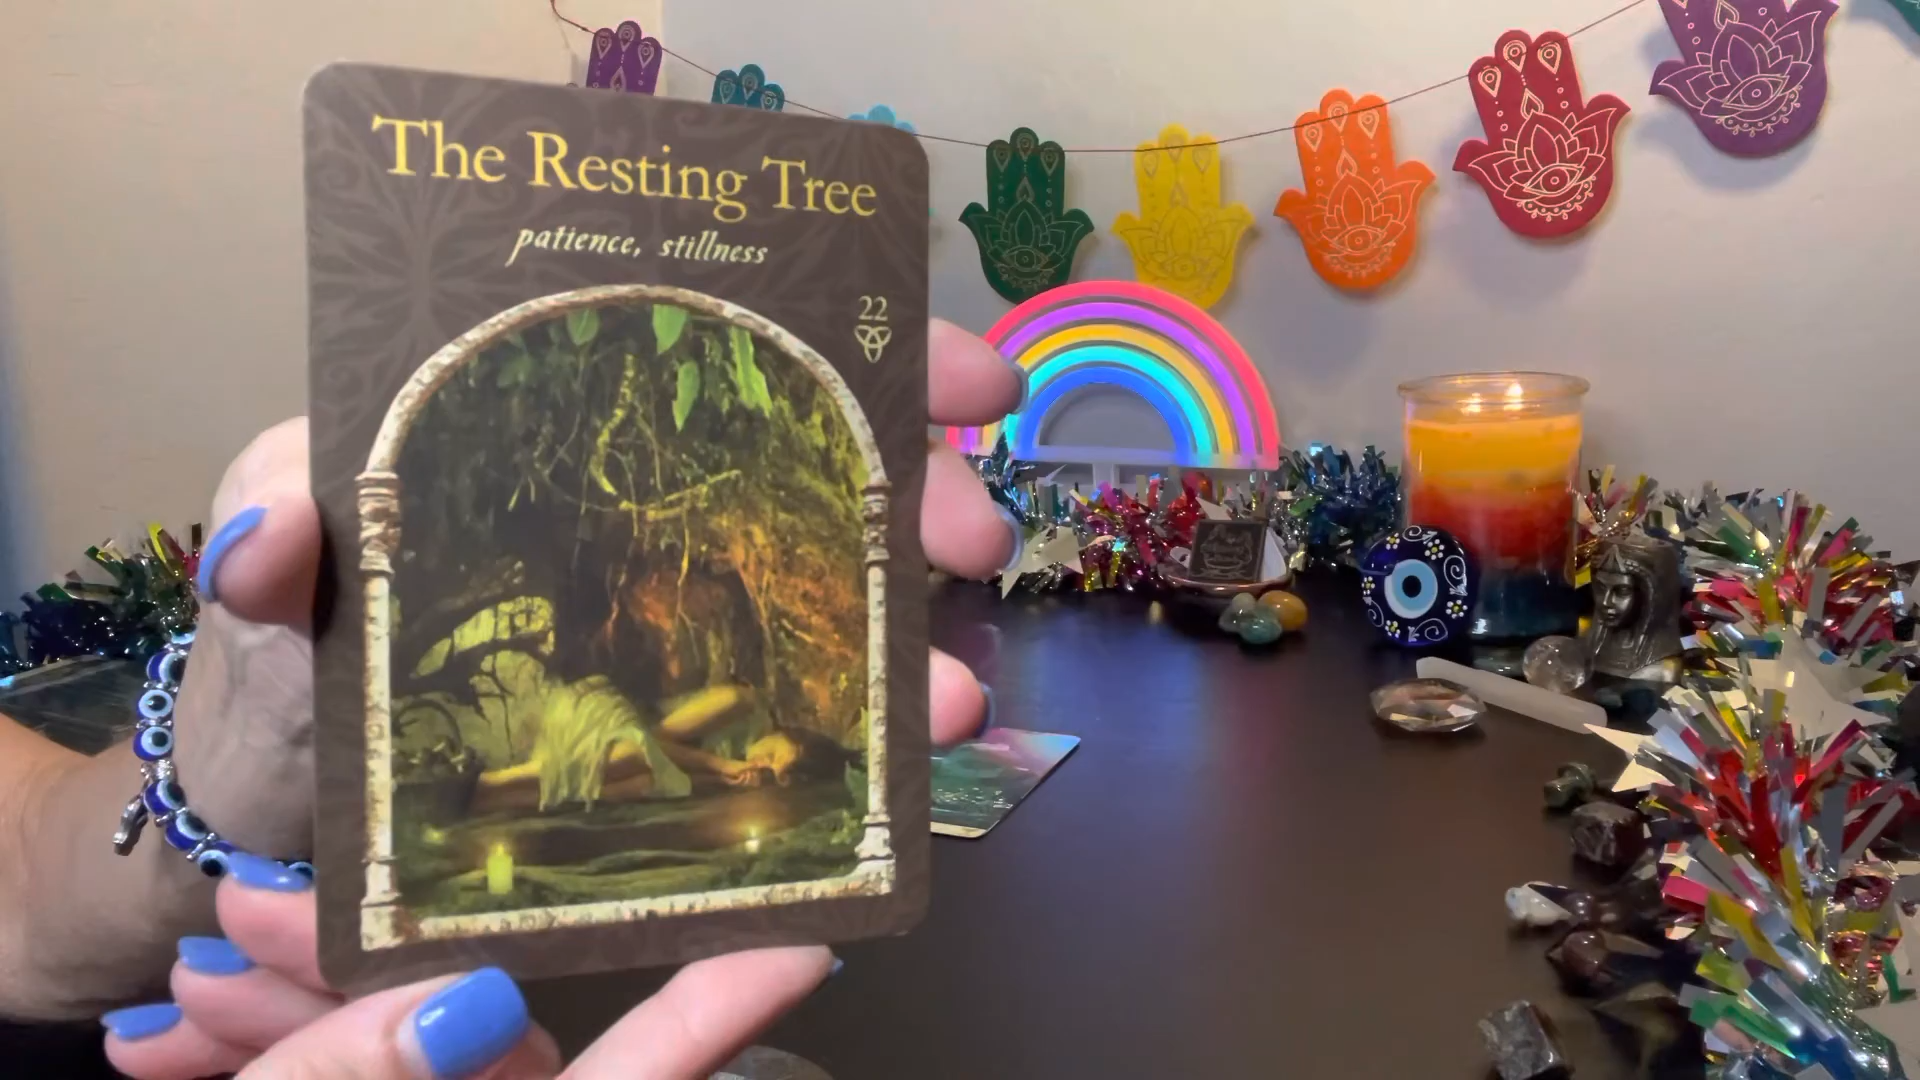 The Resting Tree
patience, stillness
22